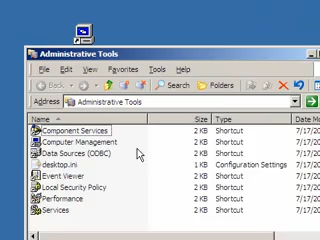 Administrative Tools
File Edit View Favorites Tools Help
Back Search Folders
Address Administrative Tools
Name Size Type Date Mo
Component Services 2 KB Shortcut 7/17/20
Computer Management 2 KB Shortcut 7/17/20
Data Sources (ODBC) 2 KB Shortcut 7/17/20
desktop.ini 1 KB Configuration Settings 7/17/20
Event Viewer 2 KB Shortcut 7/17/20
Local Security Policy 2 KB Shortcut 7/17/20
Performance 2 KB Shortcut 7/17/20
Services 2 KB Shortcut 7/17/20